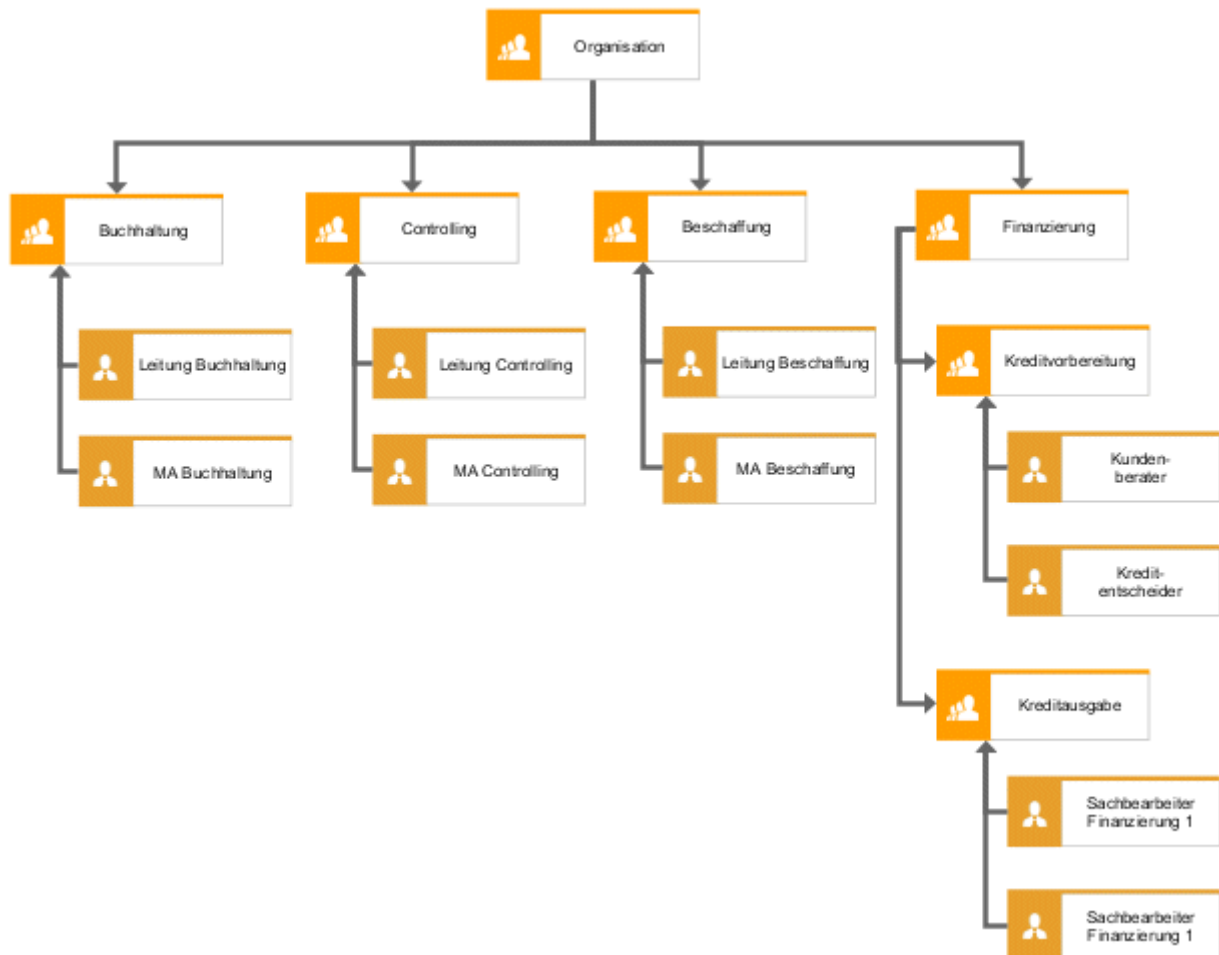 Organisation
Buchhaltung
Controlling
Beschaffung
Finanzierung
Leitung Buchhaltung
Leitung Controlling
Leitung Beschaffung
Kreditvorbereitung
MA Buchhaltung
MA Controlling
MA Beschaffung
Kunden-
berater
Kredit-
entscheider
Kreditausgabe
Sachbearbeiter
Finanzierung 1
Sachbearbeiter
Finanzierung 1